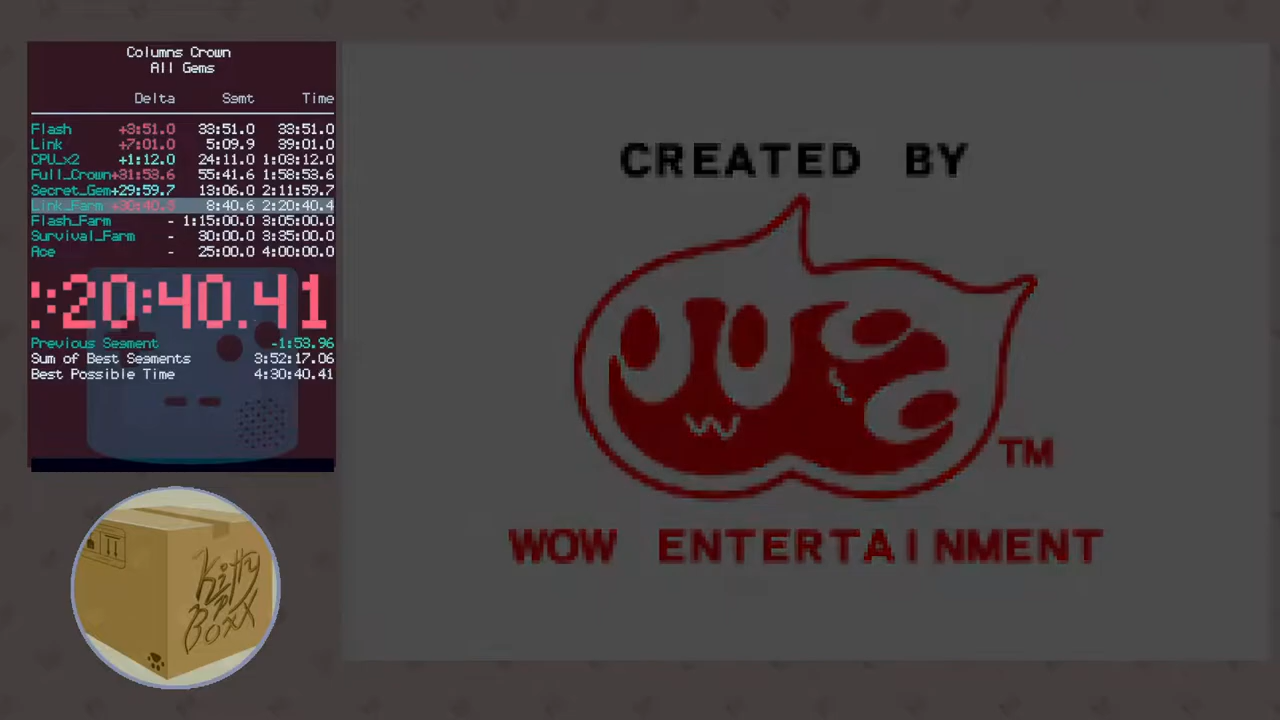 Columns Crown
All Gems
Delta Sgmt Time
Flash +3:51.0 33:51.0 33:51.0
Link +7:01.0 5:09.9 39:01.0
CPU_x2 +1:12.0 24:11.0 1:03:12.0
Full_Crown+31:53.6 55:41.6 1:58:53.6
Secret_Gem+29:59.7 13:06.0 2:11:59.7
Link_Farm 8:40.6 2:20:40.4
Flash_Farm - 1:15:00.0 3:05:00.0
Survival_Farm - 30:00.0 3:35:00.0
Ace - 25:00.0 4:00:00.0
:20:40.41
Previous Segment -1:53.96
Sum of Best Segments 3:52:17.06
Best Possible Time 4:30:40.41
CREATED BY
WOW
TM
WOW ENTERTAINMENT
Kitty
BoxX